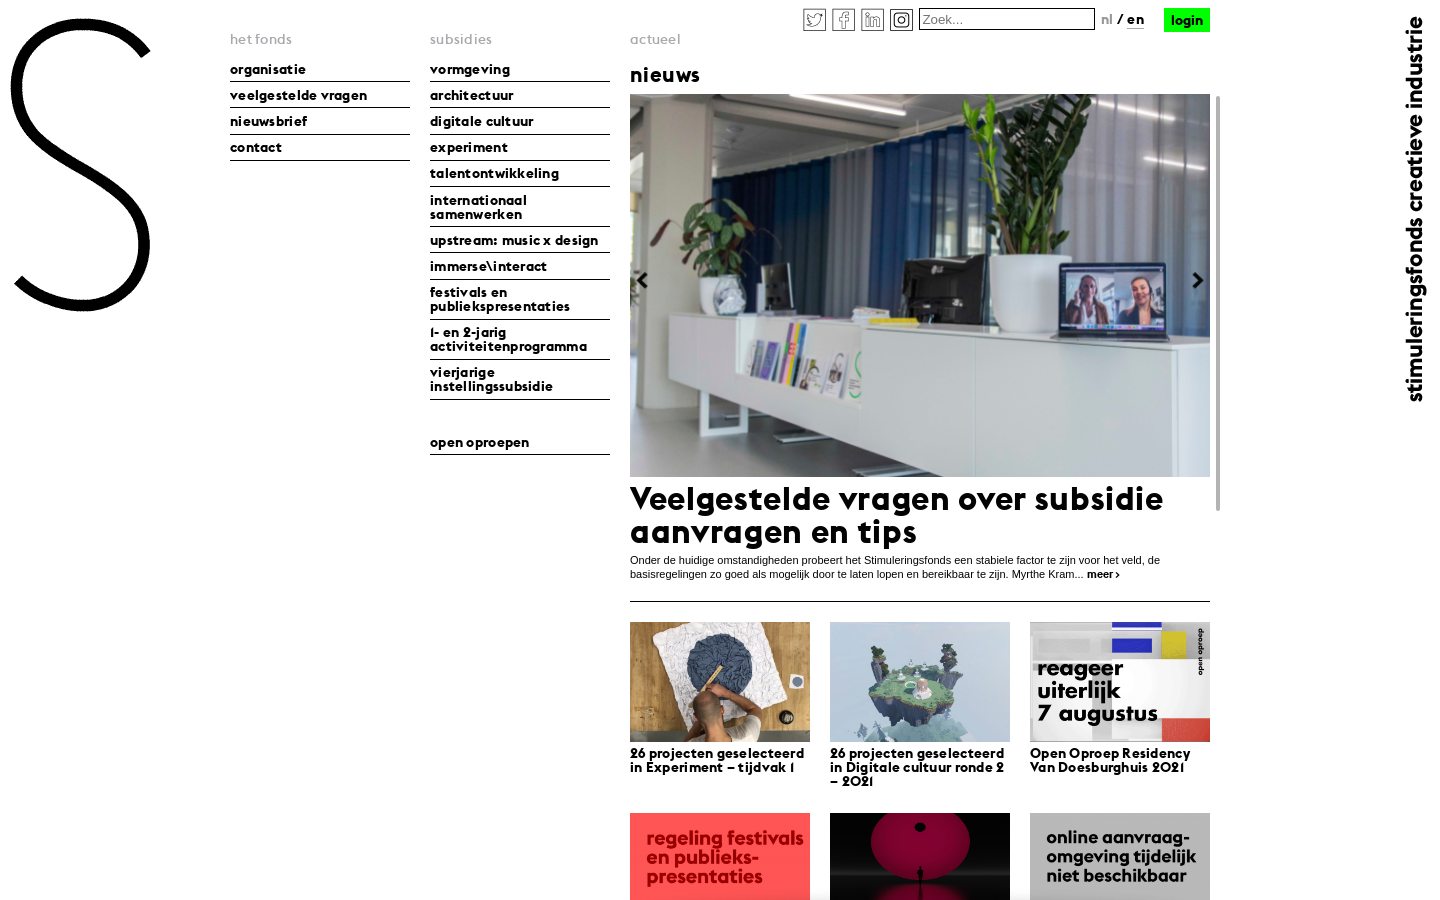 S
Zoek...
nl / en
login
stimuleringsfonds creatieve industrie
het fonds
organisatie
veelgestelde vragen
nieuwsbrief
contact
subsidies
vormgeving
architectuur
digitale cultuur
experiment
talentontwikkeling
internationaal
samenwerken
upstream: music x design
immerse\interact
festivals en
publiekspresentaties
1- en 2-jarig
activiteitenprogramma
vierjarige
instellingssubsidie
open oproepen
actueel
nieuws
Veelgestelde vragen over subsidie
aanvragen en tips
Onder de huidige omstandigheden probeert het Stimuleringsfonds een stabiele factor te zijn voor het veld, de
basisregelingen zo goed als mogelijk door te laten lopen en bereikbaar te zijn. Myrthe Kram... meer ›
26 projecten geselecteerd
in Experiment – tijdvak 1
26 projecten geselecteerd
in Digitale cultuur ronde 2
– 2021
open oproep
reageer
uiterlijk
7 augustus
Open Oproep Residency
Van Doesburghuis 2021
regeling festivals
en publieks-
presentaties
online aanvraag-
omgeving tijdelijk
niet beschikbaar